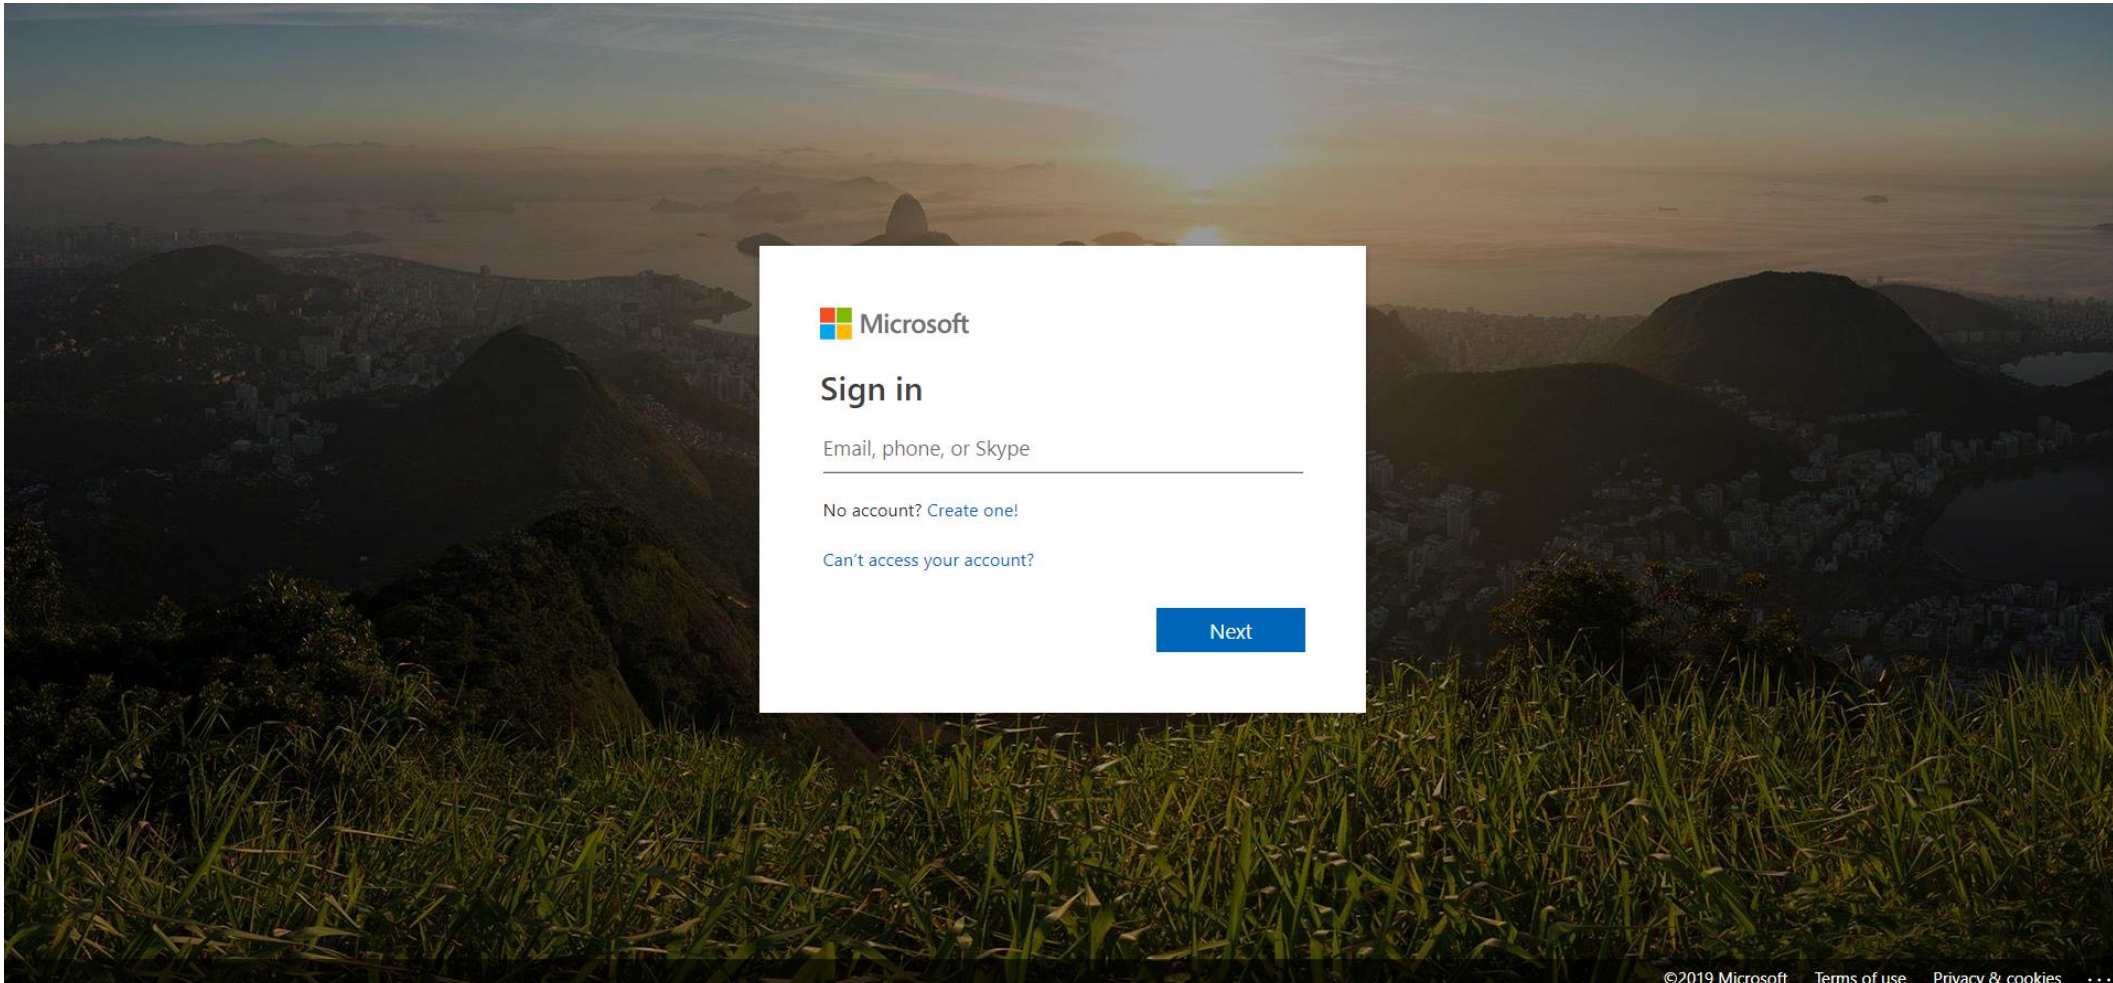 Microsoft
Sign in
Email, phone, or Skype
No account? Create one!
Can't access your account?
Next
©2019 Microsoft Terms of use Privacy & cookies ...